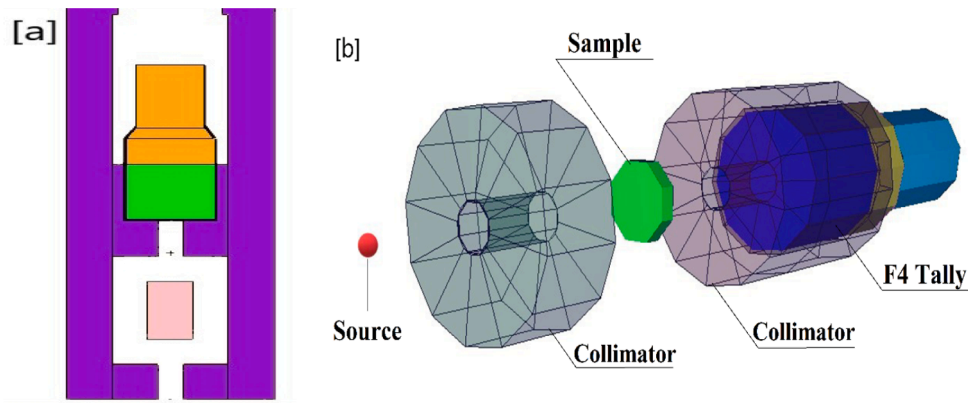 [a]
[b]
Sample
Source
Collimator
Collimator
F4 Tally